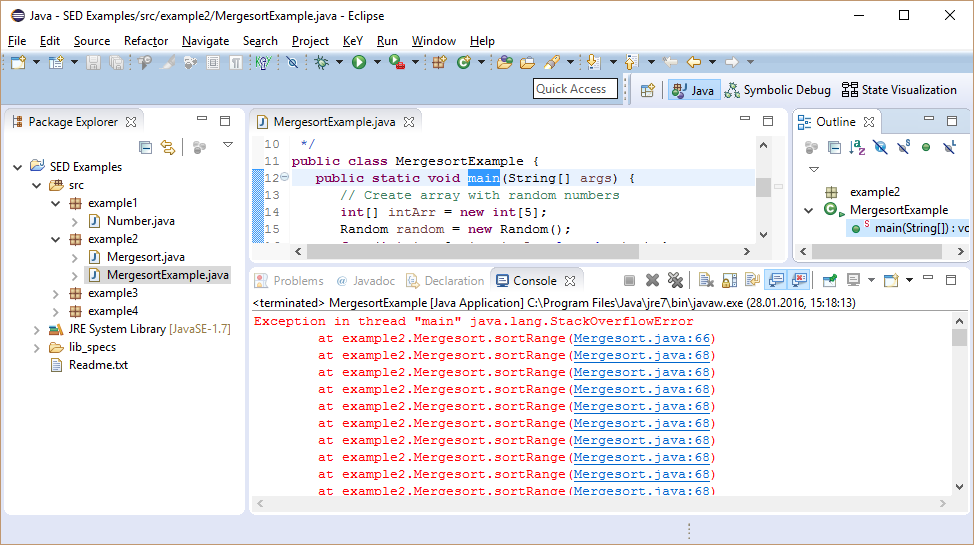 Java - SED Examples/src/example2/MergesortExample.java - Eclipse
File Edit Source Refactor Navigate Search Project KeY Run Window Help
Quick Access
Java Symbolic Debug State Visualization
Package Explorer
SED Examples
src
example1
Number.java
example2
Mergesort.java
MergesortExample.java
example3
example4
JRE System Library [JavaSE-1.7]
lib_specs
Readme.txt
MergesortExample.java
10 */
11 public class MergesortExample {
12 public static void main(String[] args) {
13 // Create array with random numbers
14 int[] intArr = new int[5];
15 Random random = new Random();
Outline
example2
MergesortExample
main(String[]) : vo
Problems @ Javadoc Declaration Console
<terminated> MergesortExample [Java Application] C:\Program Files\Java\jre7\bin\javaw.exe (28.01.2016, 15:18:13)
Exception in thread "main" java.lang.StackOverflowError
at example2.Mergesort.sortRange(Mergesort.java:66)
at example2.Mergesort.sortRange(Mergesort.java:68)
at example2.Mergesort.sortRange(Mergesort.java:68)
at example2.Mergesort.sortRange(Mergesort.java:68)
at example2.Mergesort.sortRange(Mergesort.java:68)
at example2.Mergesort.sortRange(Mergesort.java:68)
at example2.Mergesort.sortRange(Mergesort.java:68)
at example2.Mergesort.sortRange(Mergesort.java:68)
at example2.Mergesort.sortRange(Mergesort.java:68)
at example2.Mergesort.sortRange(Mergesort.java:68)